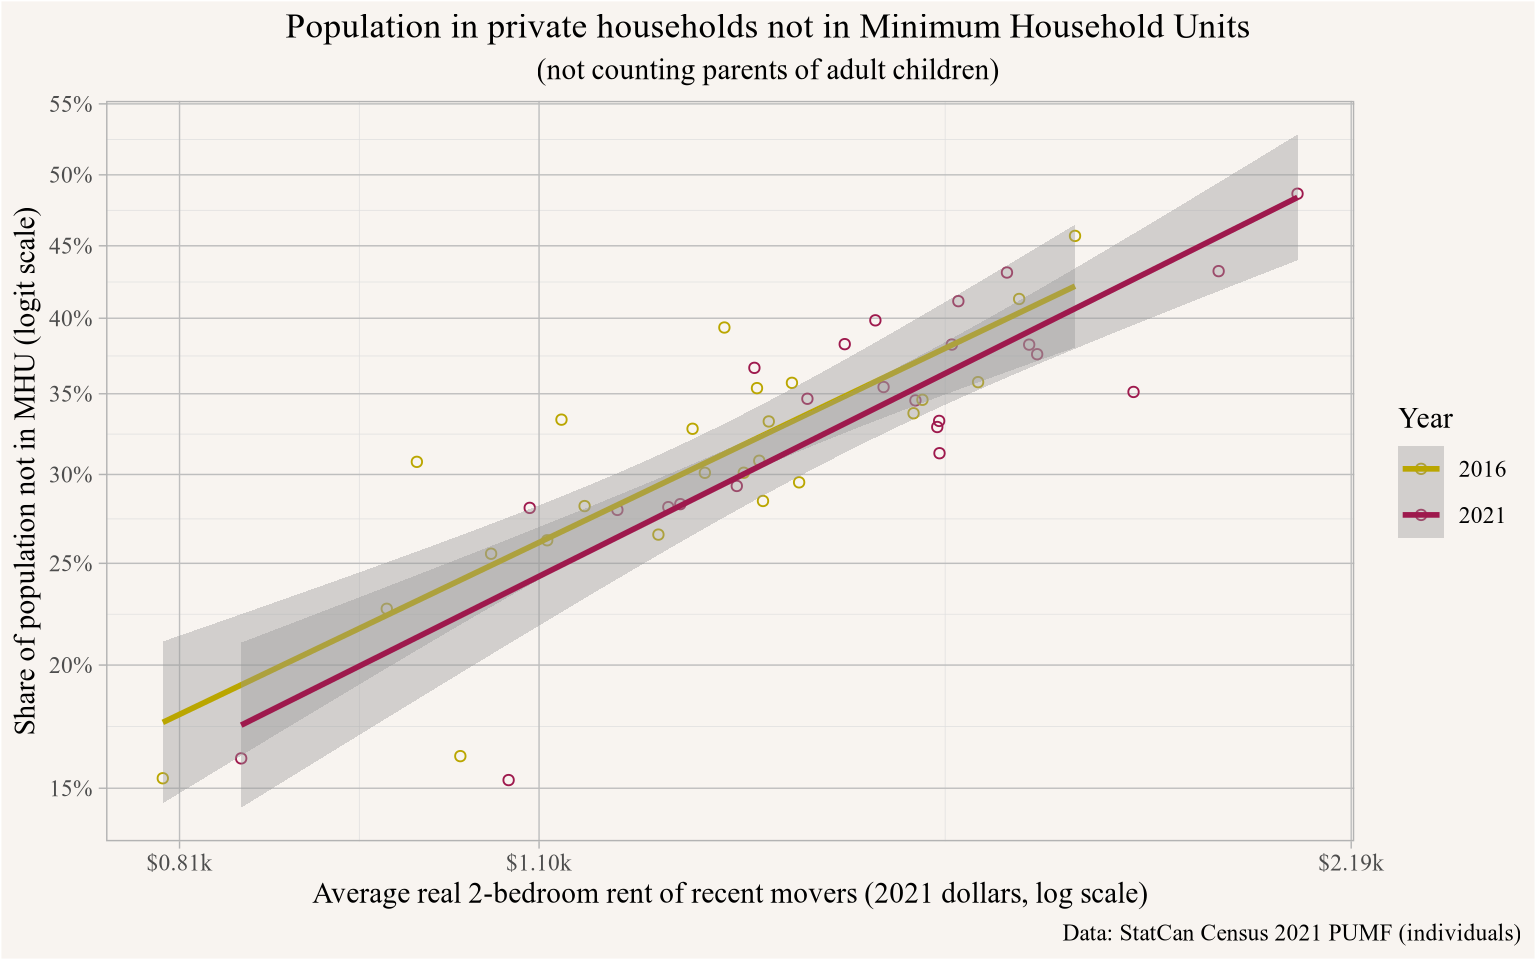 Population in private households not in Minimum Household Units
(not counting parents of adult children)
Share of population not in MHU (logit scale)
55%
50%
45%
40%
35%
30%
25%
20%
15%
$0.81k
$1.10k
$2.19k
Average real 2-bedroom rent of recent movers (2021 dollars, log scale)
Year
2016
2021
Data: StatCan Census 2021 PUMF (individuals)